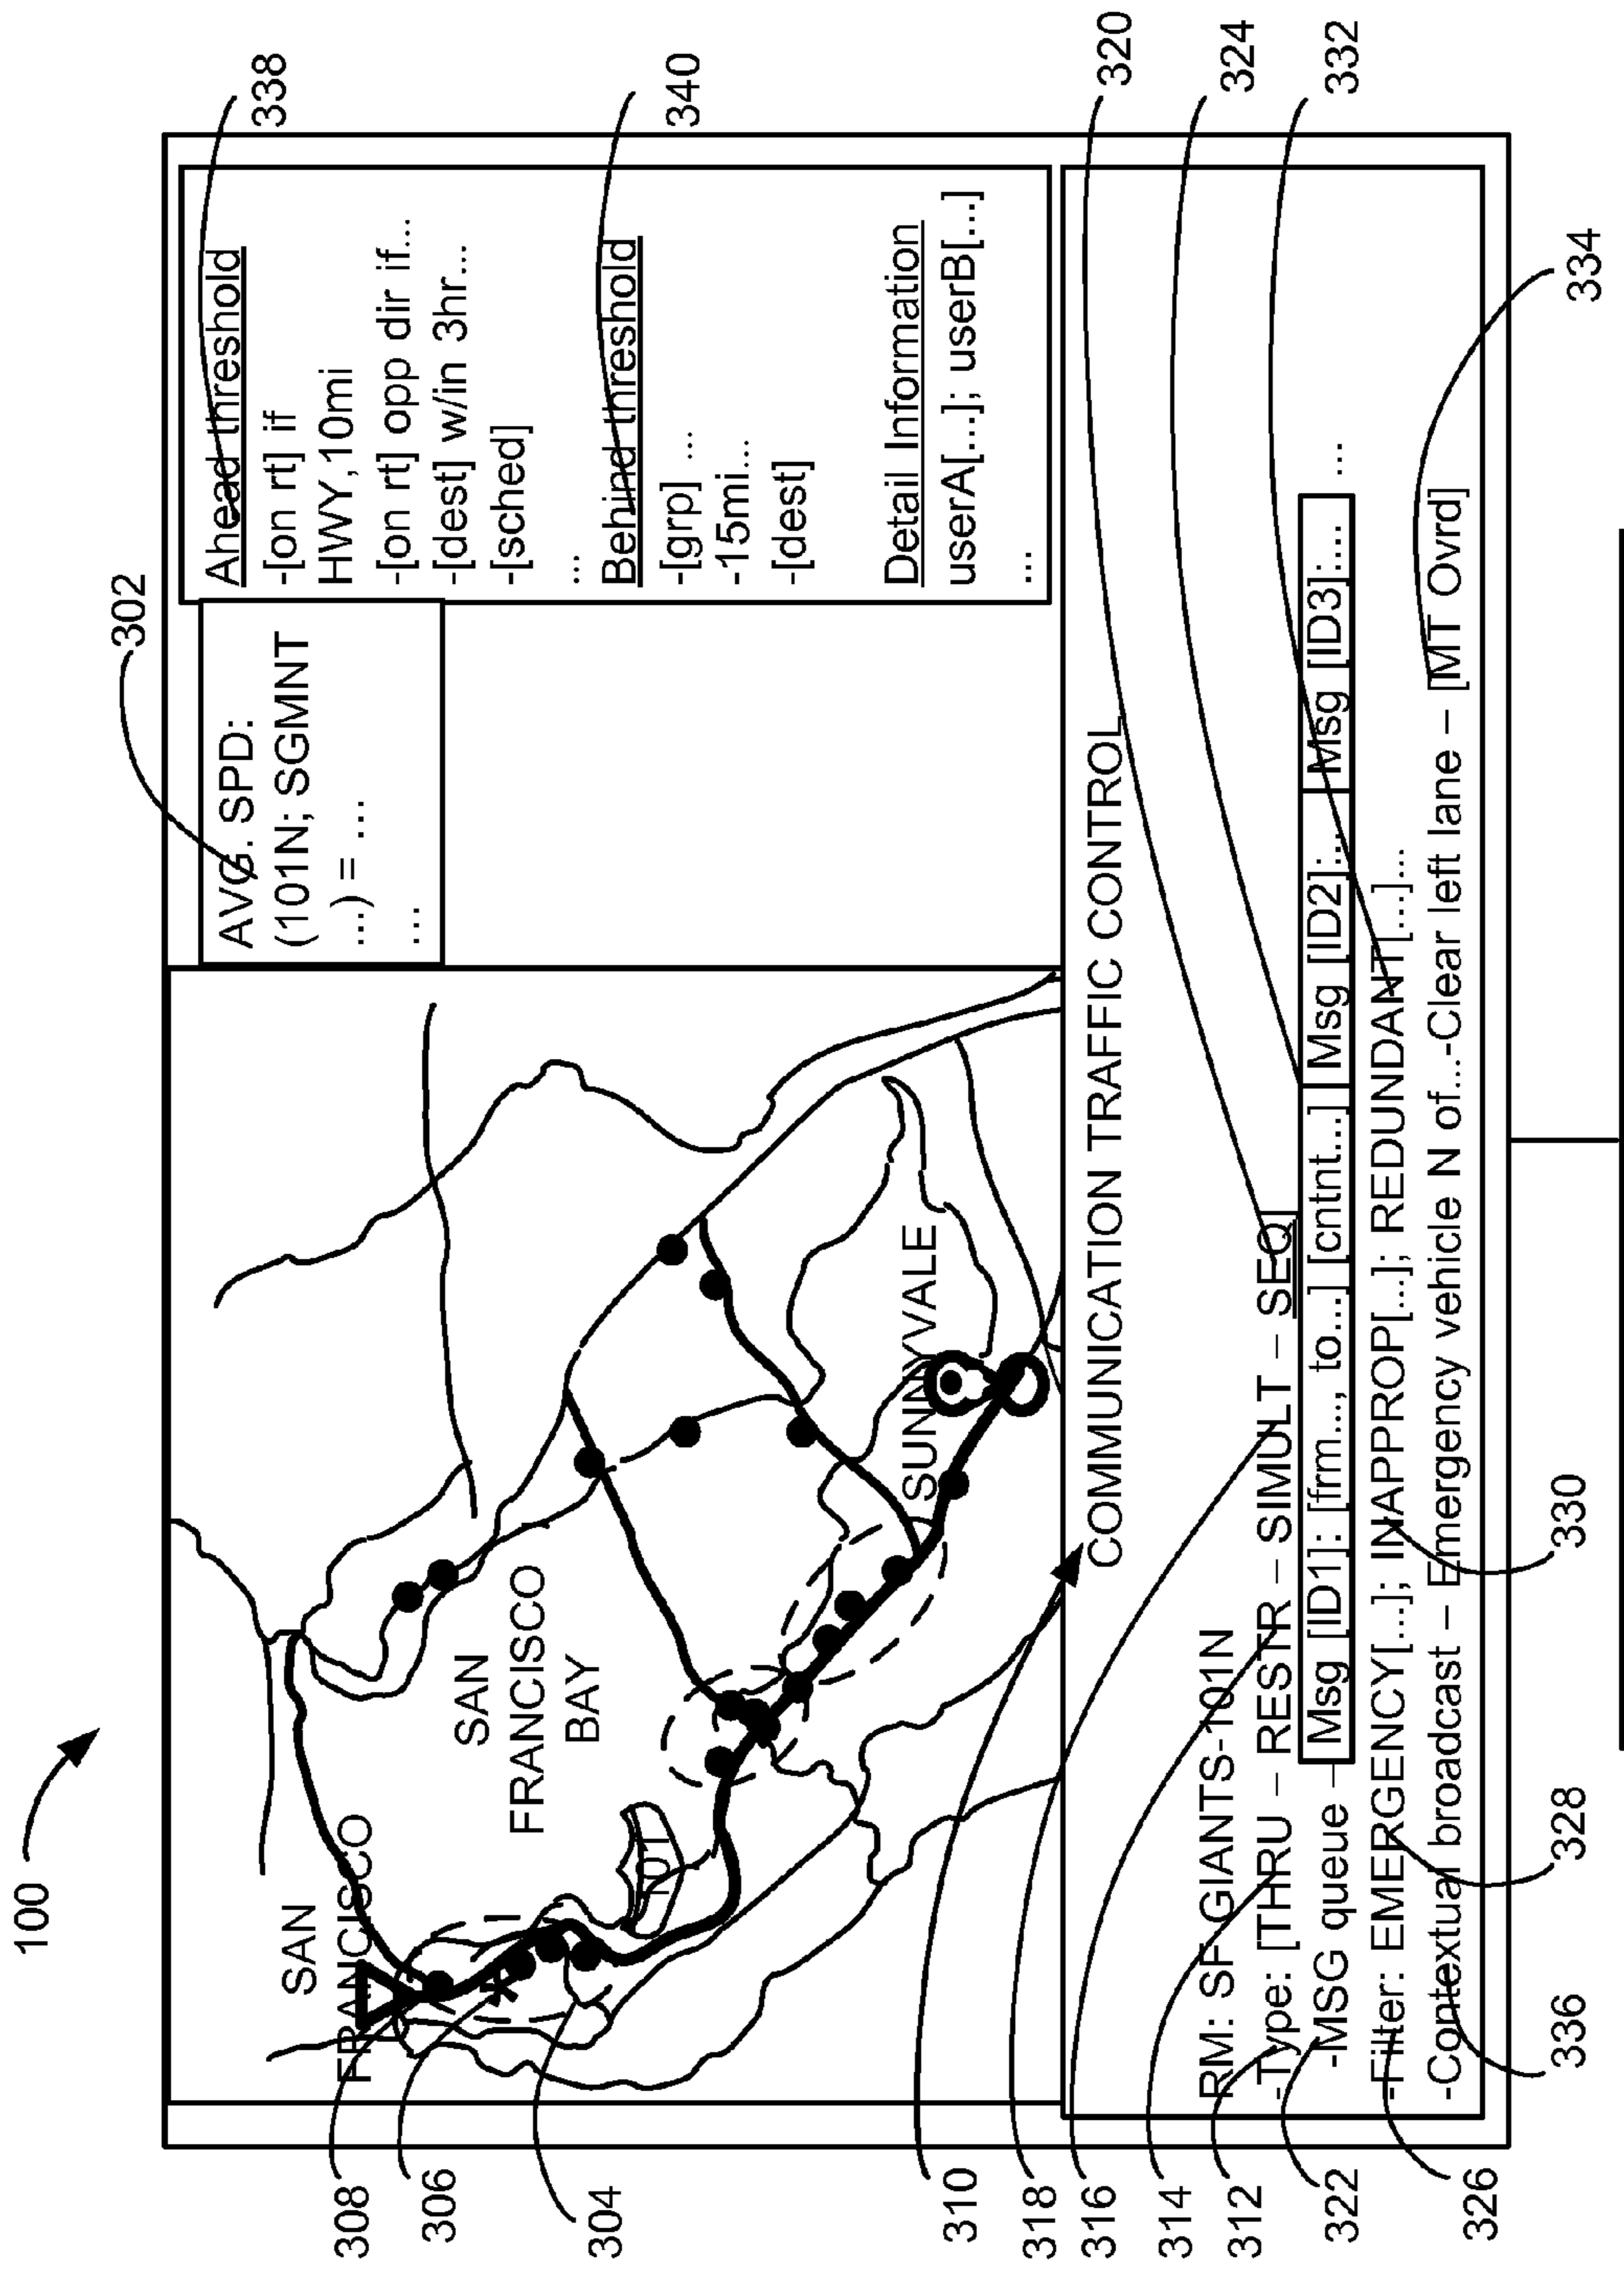 100
302
338
340
AVG. SPD:
(101N; SGMNT
...) = ...
...
Ahead threshold
-[on rt] if
HWY,10mi
-[on rt] opp dir if...
-[dest] w/in 3hr...
-[sched]
...
Behind threshold
-[grp] ...
-15mi...
-[dest]
Detail Information
userA[...]; userB[...]
...
SAN
FRANCISCO
SAN
FRANCISCO
BAY
101
SUNNYVALE
308
306
304
COMMUNICATION TRAFFIC CONTROL
RM: SF GIANTS-101N
-Type: [THRU – RESTR – SIMULT – SEQ
-MSG queue – Msg [ID1]: [frm..., to...] [cntnt...] Msg [ID2]:... Msg [ID3]:... ...
-Filter: EMERGENCY[...]; INAPPROP[...]; REDUNDANT[...]...
-Contextual broadcast – Emergency vehicle N of...-Clear left lane – [MT Ovrd]
310
318
316
314
312
322
326
320
324
332
336
328
330
334